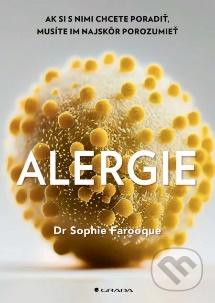 AK SI S NIMI CHCETE PORADIŤ,
MUSÍTE IM NAJSKÔR POROZUMIEŤ
ALERGIE
Dr Sophie Farooque
GRADA
m